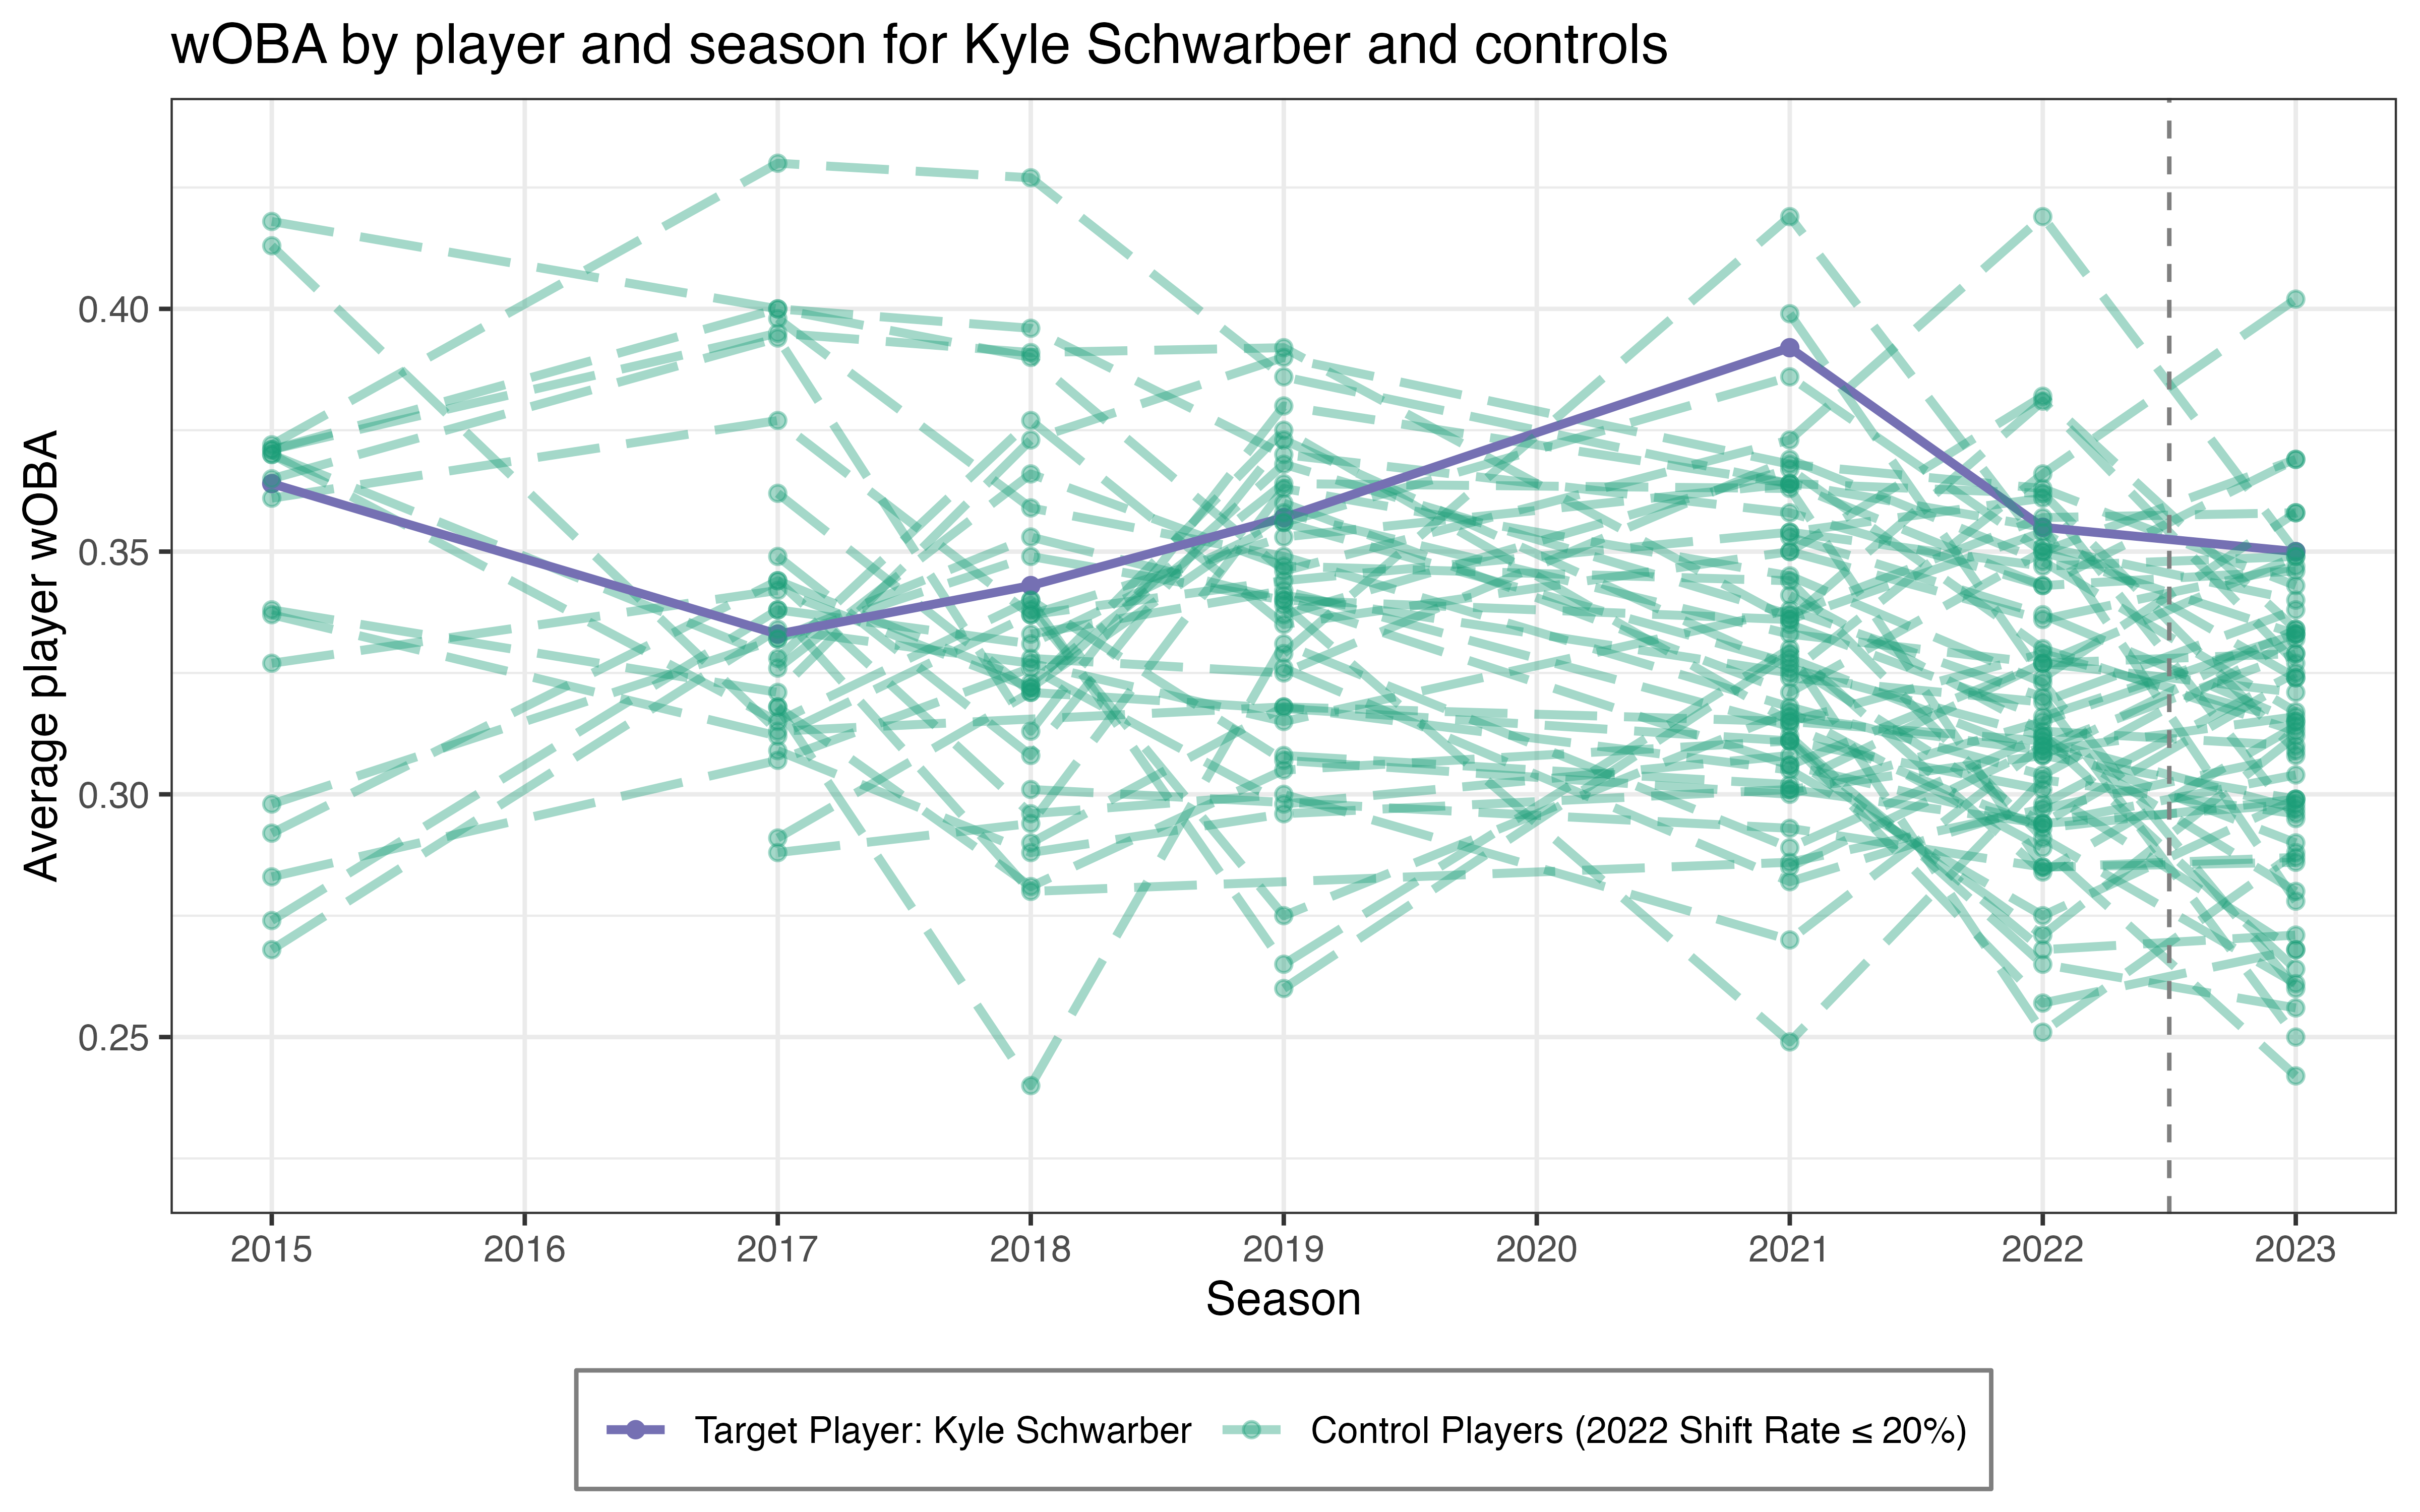 wOBA by player and season for Kyle Schwarber and controls
Average player wOBA
0.40
0.35
0.30
0.25
2015 2016 2017 2018 2019 2020 2021 2022 2023
Season
Target Player: Kyle Schwarber Control Players (2022 Shift Rate ≤ 20%)